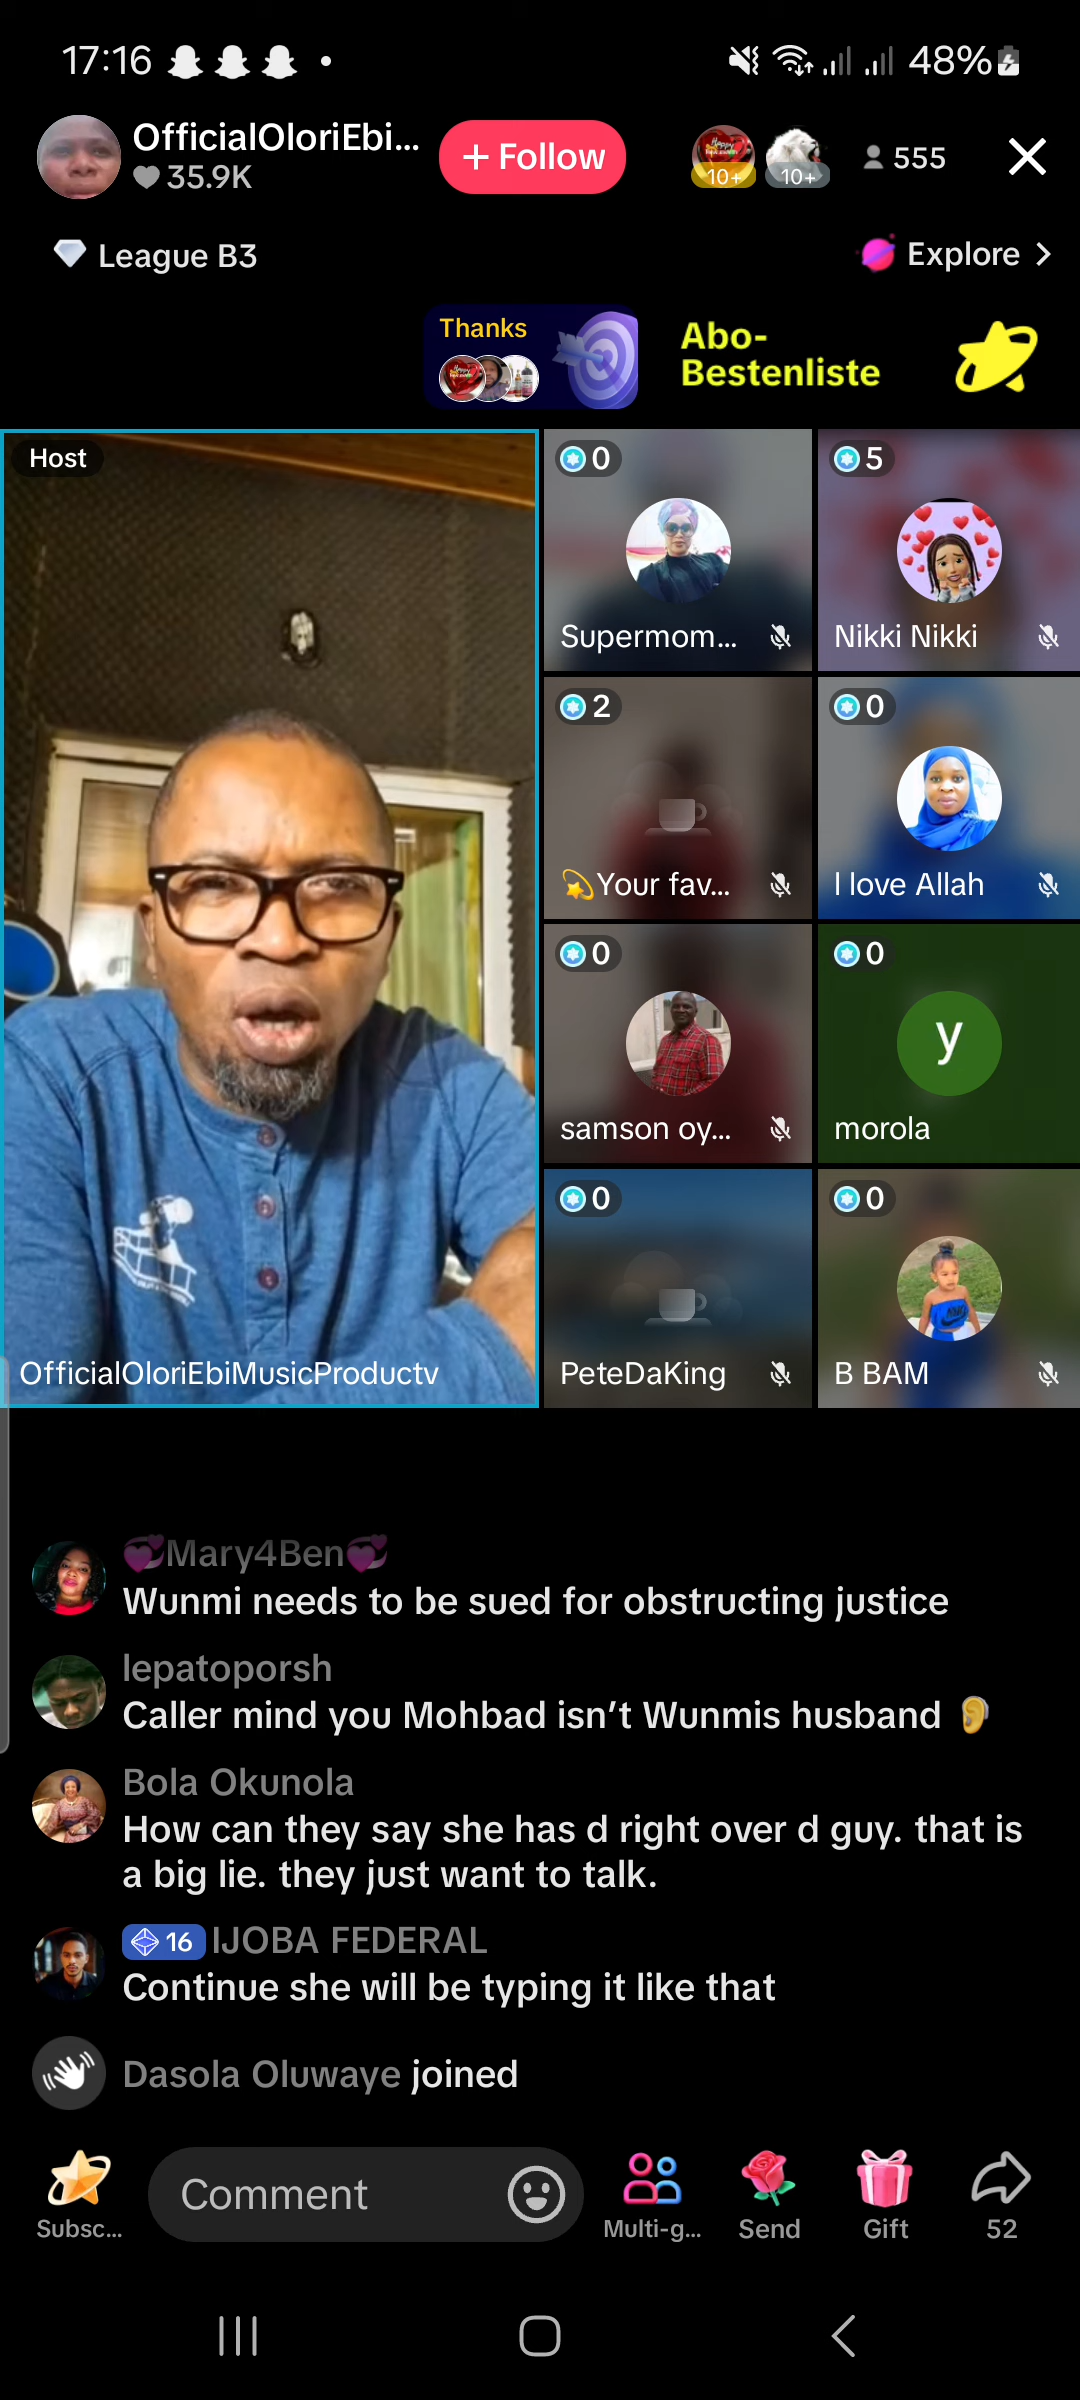 17:16
48%
OfficialOloriEbi...
35.9K
+ Follow
10+
10+
555
League B3
Explore
Thanks
Abo-
Bestenliste
Host
0
5
Supermom...
Nikki Nikki
2
0
💫Your fav...
I love Allah
0
0
y
samson oy...
morola
0
0
OfficialOloriEbiMusicProductv
PeteDaKing
B BAM
💞Mary4Ben💞
Wunmi needs to be sued for obstructing justice
lepatoporsh
Caller mind you Mohbad isn't Wunmis husband 👂
Bola Okunola
How can they say she has d right over d guy. that is
a big lie. they just want to talk.
16 IJOBA FEDERAL
Continue she will be typing it like that
Dasola Oluwaye joined
Comment
Subsc...
Multi-g...
Send
Gift
52